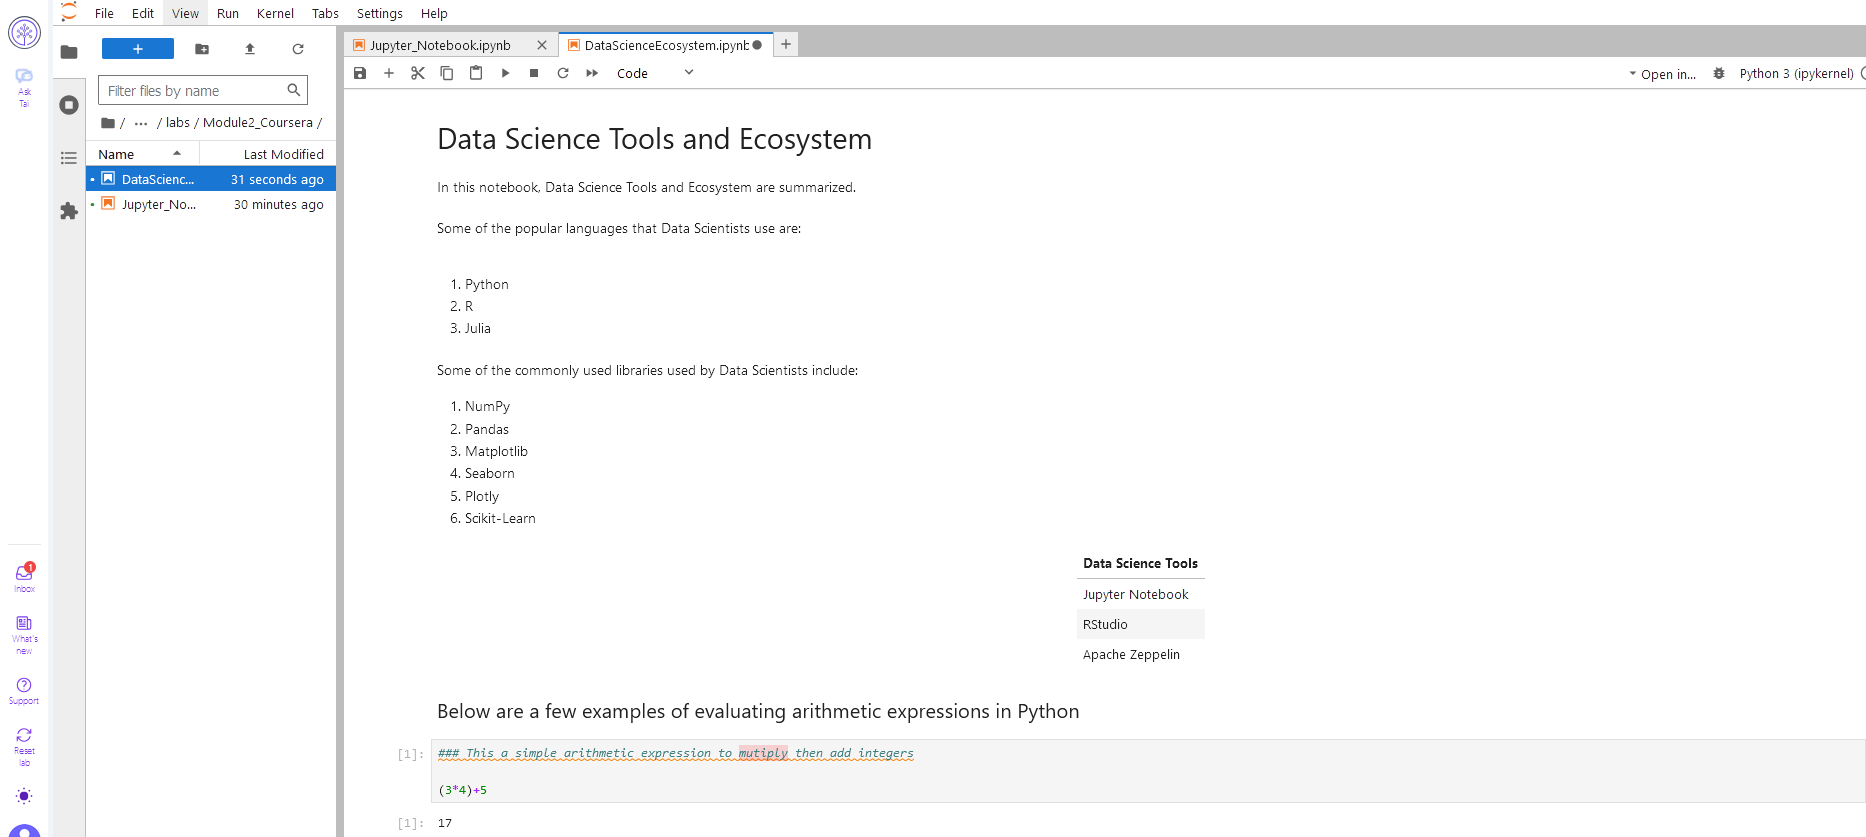 File Edit View Run Kernel Tabs Settings Help
Ask
Tai
Filter files by name
/ ··· / labs / Module2_Coursera /
Name Last Modified
DataScienc... 31 seconds ago
Jupyter_No... 30 minutes ago
Inbox 1
What's
new
Support
Reset
lab
Jupyter_Notebook.ipynb
DataScienceEcosystem.ipynb
Code
Open in...
Python 3 (ipykernel)
Data Science Tools and Ecosystem
In this notebook, Data Science Tools and Ecosystem are summarized.
Some of the popular languages that Data Scientists use are:
1. Python
2. R
3. Julia
Some of the commonly used libraries used by Data Scientists include:
1. NumPy
2. Pandas
3. Matplotlib
4. Seaborn
5. Plotly
6. Scikit-Learn
Data Science Tools
Jupyter Notebook
RStudio
Apache Zeppelin
Below are a few examples of evaluating arithmetic expressions in Python
[1]: ### This a simple arithmetic expression to mutiply then add integers
(3*4)+5
[1]: 17